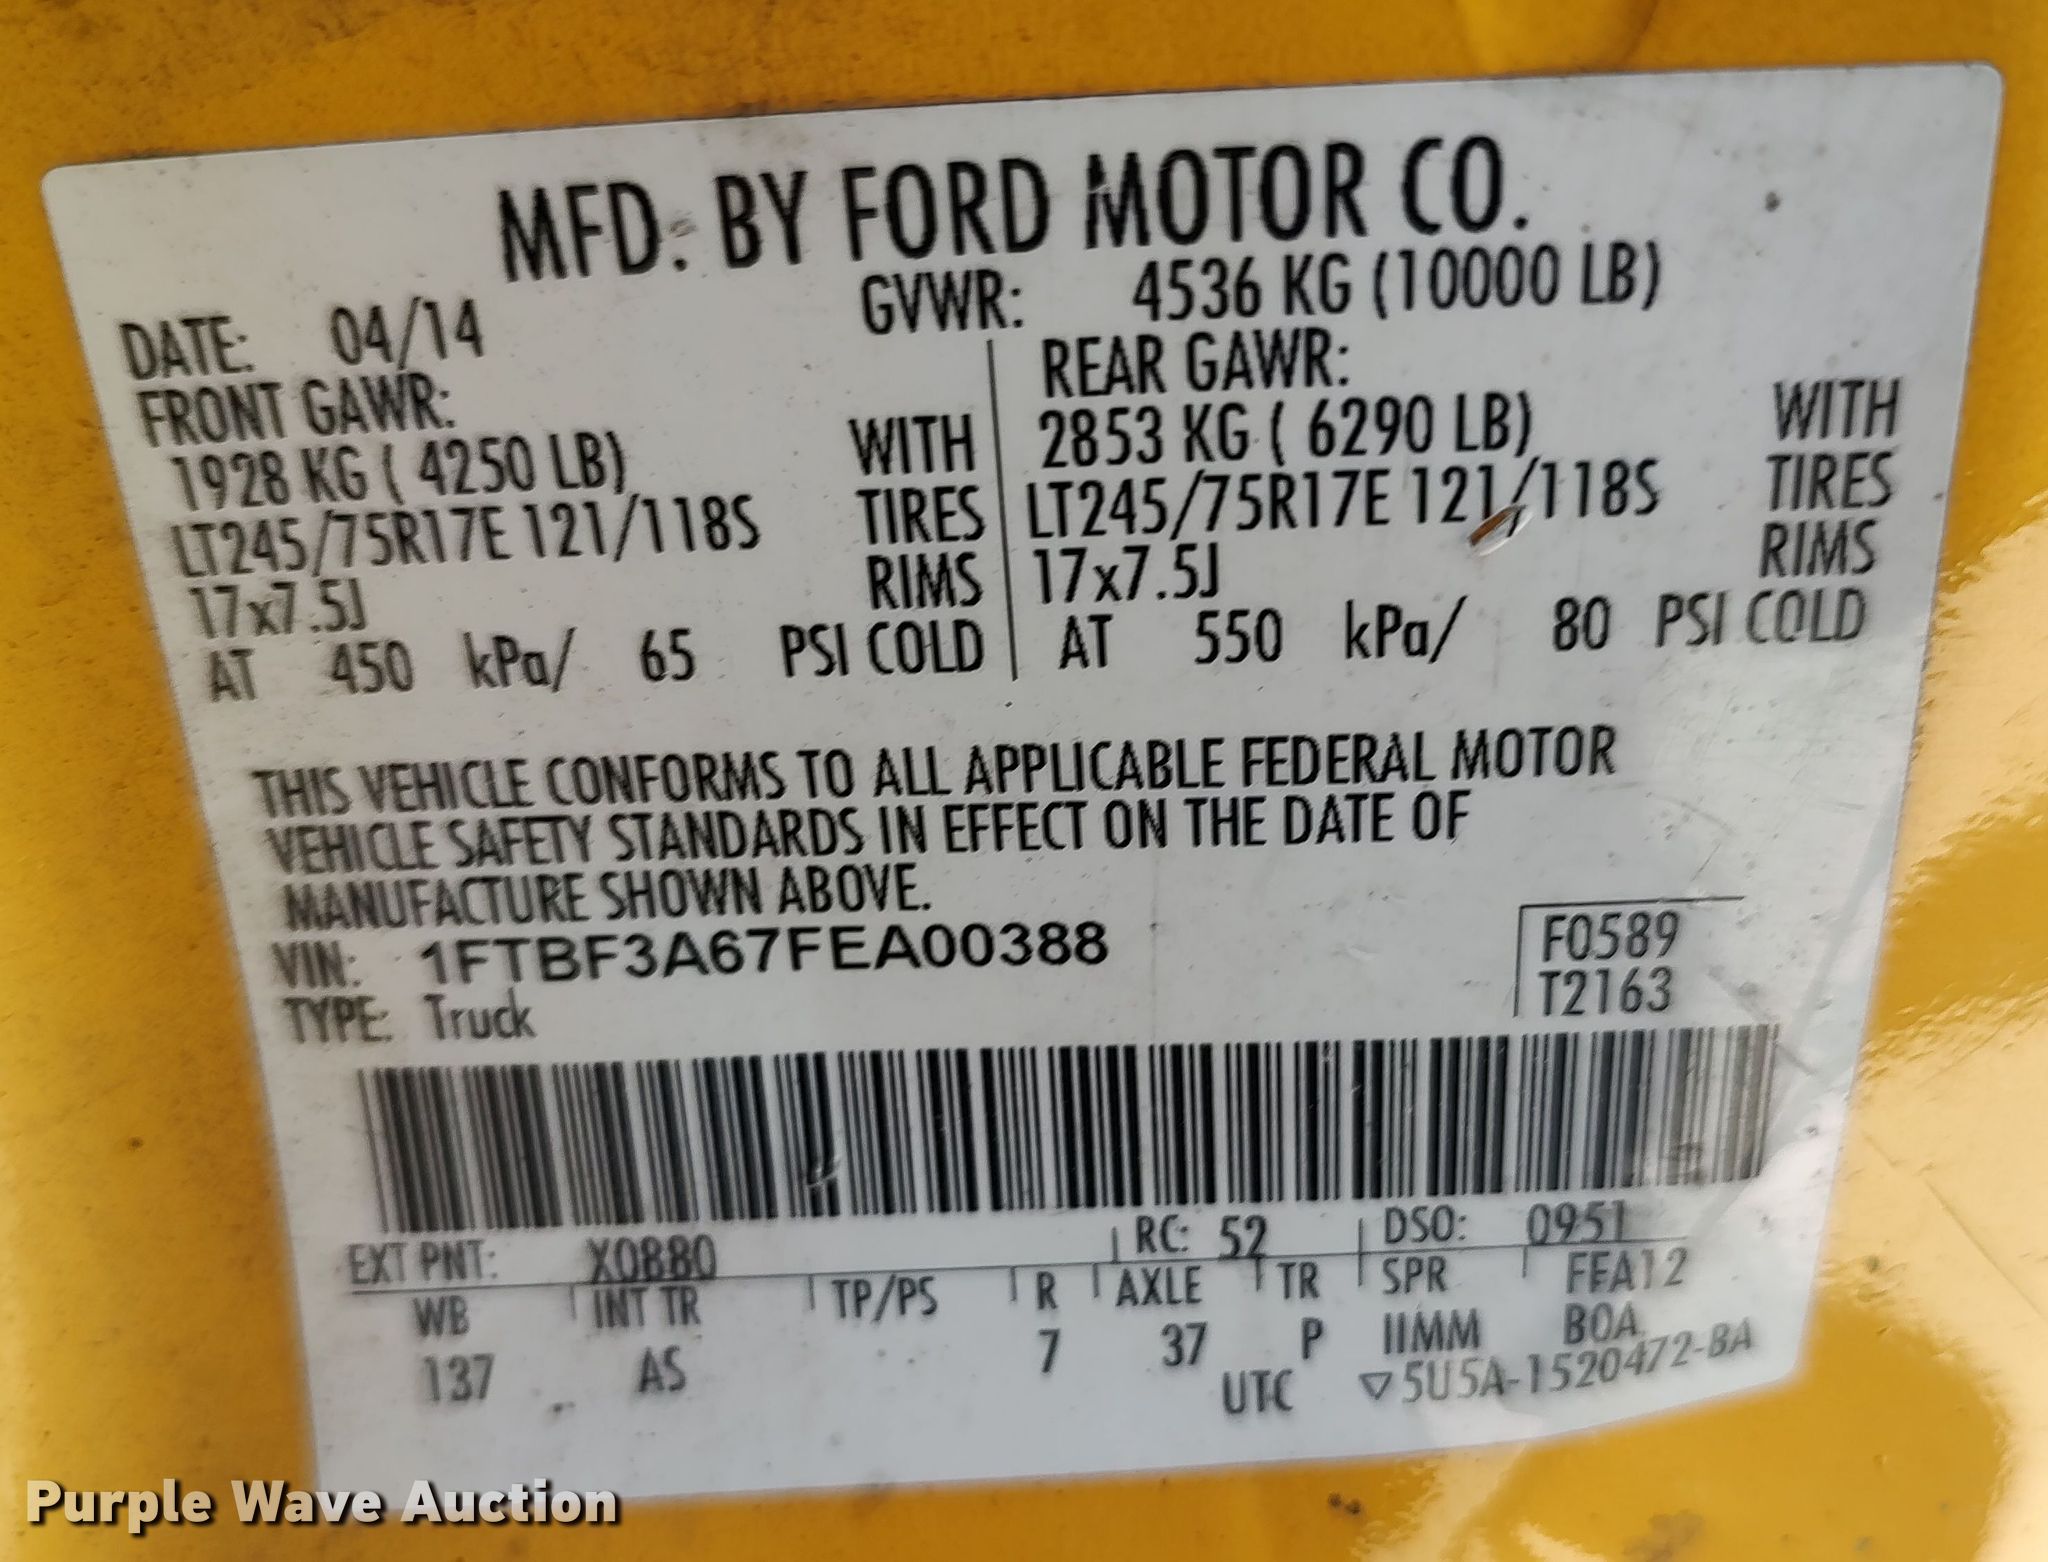 MFD. BY FORD MOTOR CO.
DATE: 04/14 GVWR: 4536 KG (10000 LB)
FRONT GAWR: REAR GAWR:
1928 KG ( 4250 LB) WITH 2853 KG ( 6290 LB) WITH
LT245/75R17E 121/118S TIRES LT245/75R17E 121/118S TIRES
17x7.5J RIMS 17x7.5J RIMS
AT 450 kPa/ 65 PSI COLD AT 550 kPa/ 80 PSI COLD
THIS VEHICLE CONFORMS TO ALL APPLICABLE FEDERAL MOTOR
VEHICLE SAFETY STANDARDS IN EFFECT ON THE DATE OF
MANUFACTURE SHOWN ABOVE.
VIN: 1FTBF3A67FEA00388 F0589
TYPE: Truck T2163
EXT PNT: X0880 RC: 52 DSO: 0951
WB INT TR TP/PS R AXLE TR SPR FEA12
137 AS 7 37 P IIMM BOA
UTC ▽5U5A-1520472-BA
Purple Wave Auction